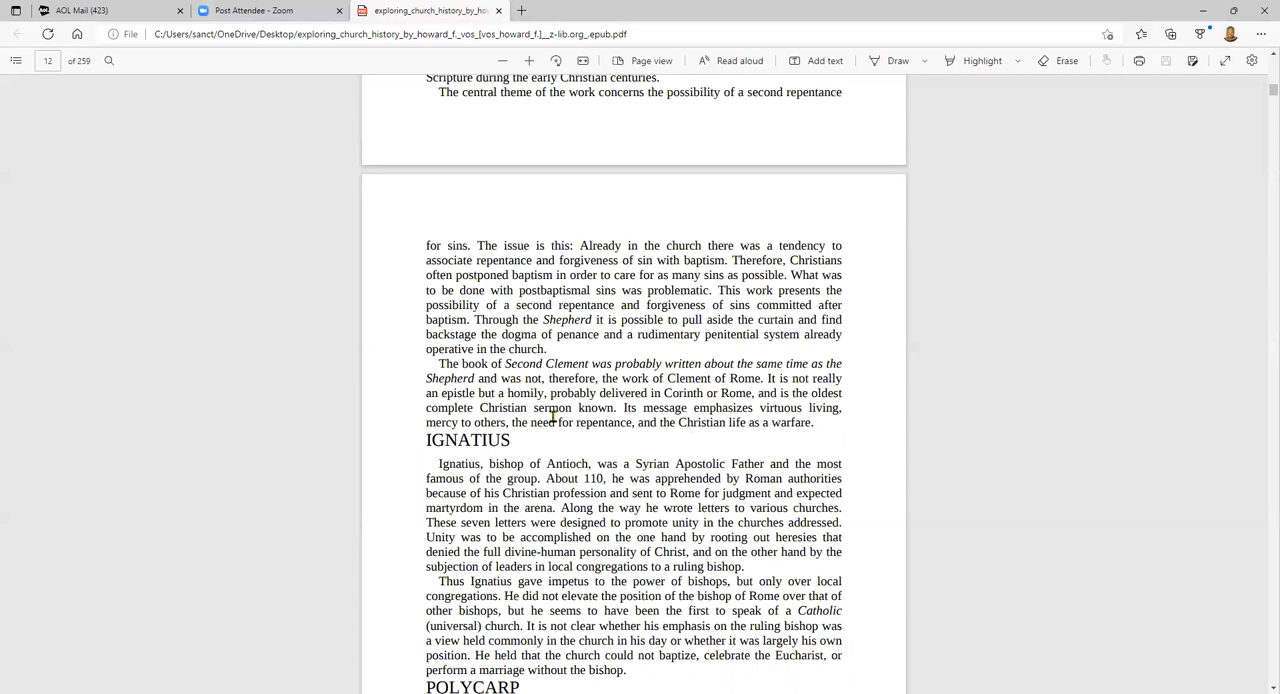 AOL Mail (423)
Post Attendee - Zoom
exploring_church_history_by_ho
File
C:/Users/sanct/OneDrive/Desktop/exploring_church_history_by_howard_f._vos_[vos_howard_f.]__z-lib.org_epub.pdf
12 of 259
Page view
Read aloud
Add text
Draw
Highlight
Erase
Scripture during the early Christian centuries.
The central theme of the work concerns the possibility of a second repentance
for sins. The issue is this: Already in the church there was a tendency to
associate repentance and forgiveness of sin with baptism. Therefore, Christians
often postponed baptism in order to care for as many sins as possible. What was
to be done with postbaptismal sins was problematic. This work presents the
possibility of a second repentance and forgiveness of sins committed after
baptism. Through the Shepherd it is possible to pull aside the curtain and find
backstage the dogma of penance and a rudimentary penitential system already
operative in the church.
The book of Second Clement was probably written about the same time as the
Shepherd and was not, therefore, the work of Clement of Rome. It is not really
an epistle but a homily, probably delivered in Corinth or Rome, and is the oldest
complete Christian sermon known. Its message emphasizes virtuous living,
mercy to others, the need for repentance, and the Christian life as a warfare.
IGNATIUS
Ignatius, bishop of Antioch, was a Syrian Apostolic Father and the most
famous of the group. About 110, he was apprehended by Roman authorities
because of his Christian profession and sent to Rome for judgment and expected
martyrdom in the arena. Along the way he wrote letters to various churches.
These seven letters were designed to promote unity in the churches addressed.
Unity was to be accomplished on the one hand by rooting out heresies that
denied the full divine-human personality of Christ, and on the other hand by the
subjection of leaders in local congregations to a ruling bishop.
Thus Ignatius gave impetus to the power of bishops, but only over local
congregations. He did not elevate the position of the bishop of Rome over that of
other bishops, but he seems to have been the first to speak of a Catholic
(universal) church. It is not clear whether his emphasis on the ruling bishop was
a view held commonly in the church in his day or whether it was largely his own
position. He held that the church could not baptize, celebrate the Eucharist, or
perform a marriage without the bishop.
POLYCARP